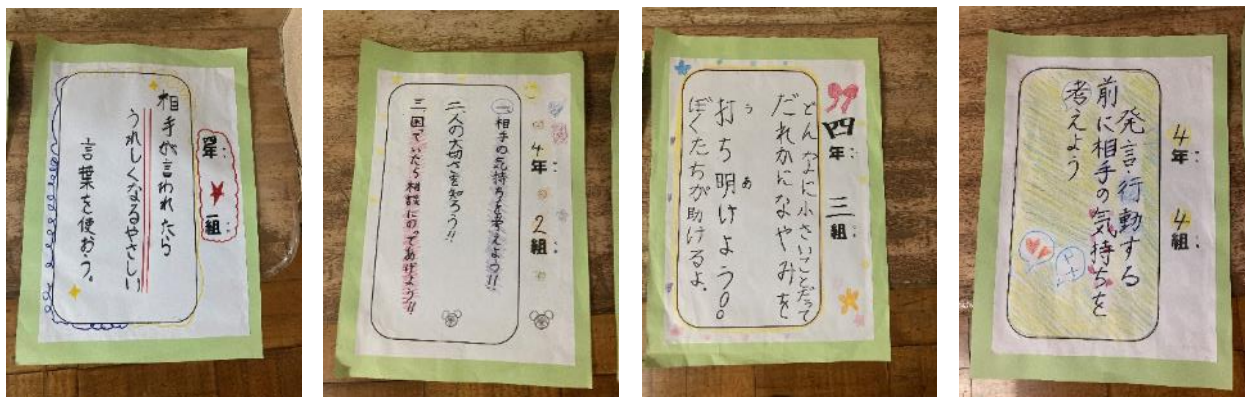 四年 一組
相手が言われたら
うれしくなるやさしい
言葉を使おう。
4年 2組
一相手の気持ちを考えよう!!
二人の大切さを知ろう!!
三困っていたら相談にのってあげよう!!
四年 三組
どんなに小さいことだって
だれかになやみを
打ち明けよう。
う あ
ぼくたちが助けるよ。
4年 4組
発言・行動する
前に相手の気持ちを
考えよう